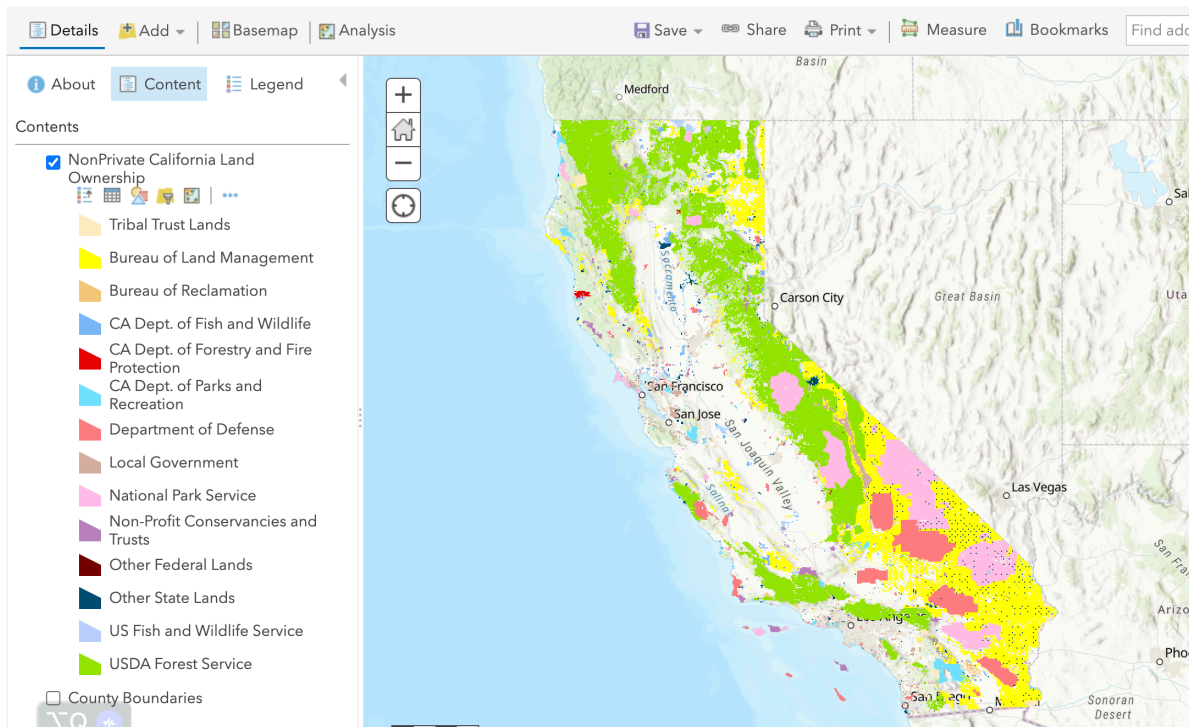 Details
Add
Basemap
Analysis
Save
Share
Print
Measure
Bookmarks
Find add
About
Content
Legend
Contents
NonPrivate California Land
Ownership
Tribal Trust Lands
Bureau of Land Management
Bureau of Reclamation
CA Dept. of Fish and Wildlife
CA Dept. of Forestry and Fire
Protection
CA Dept. of Parks and
Recreation
Department of Defense
Local Government
National Park Service
Non-Profit Conservancies and
Trusts
Other Federal Lands
Other State Lands
US Fish and Wildlife Service
USDA Forest Service
County Boundaries
⌥Q
Basin
Medford
Sa
Sacramento
Carson City
Great Basin
Uta
San Francisco
San Jose
San Joaquin Valley
Salina
Las Vegas
San Fra
Los Angeles
Arizo
Pho
San Diego
M
Sonoran
Desert